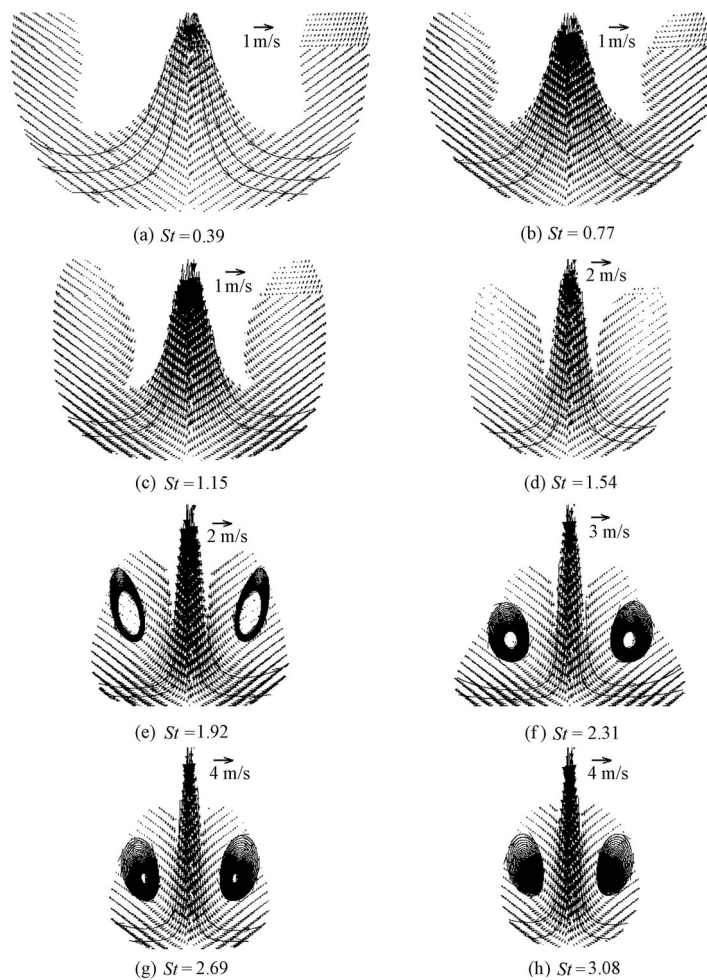 1 m/s
1 m/s
(a) St = 0.39
(b) St = 0.77
1 m/s
2 m/s
(c) St = 1.15
(d) St = 1.54
2 m/s
3 m/s
(e) St = 1.92
(f) St = 2.31
4 m/s
4 m/s
(g) St = 2.69
(h) St = 3.08